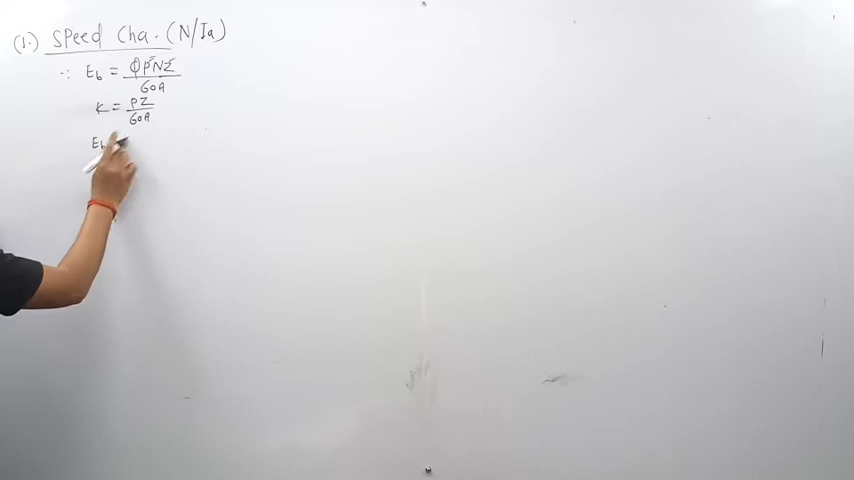 (1.) Speed Cha. (N/Ia)
∵ Eb = ϕPNZ/60A
K = PZ/60A
Eb